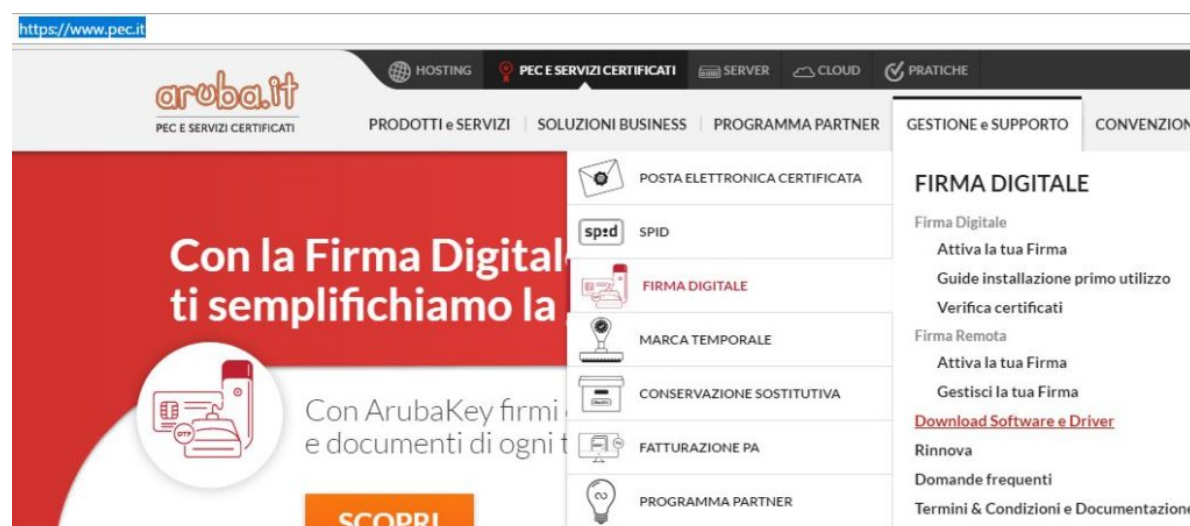 https://www.pec.it
HOSTING
PEC E SERVIZI CERTIFICATI
SERVER
CLOUD
PRATICHE
aruba.it
PEC E SERVIZI CERTIFICATI
PRODOTTI e SERVIZI
SOLUZIONI BUSINESS
PROGRAMMA PARTNER
GESTIONE e SUPPORTO
CONVENZION
Con la Firma Digital
ti semplifichiamo la
Con ArubaKey firmi
e documenti di ogni t
SCOPRI
OTP
POSTA ELETTRONICA CERTIFICATA
sp:d SPID
FIRMA DIGITALE
MARCA TEMPORALE
CONSERVAZIONE SOSTITUTIVA
FATTURAZIONE PA
PROGRAMMA PARTNER
FIRMA DIGITALE
Firma Digitale
Attiva la tua Firma
Guide installazione primo utilizzo
Verifica certificati
Firma Remota
Attiva la tua Firma
Gestisci la tua Firma
Download Software e Driver
Rinnova
Domande frequenti
Termini & Condizioni e Documentazione